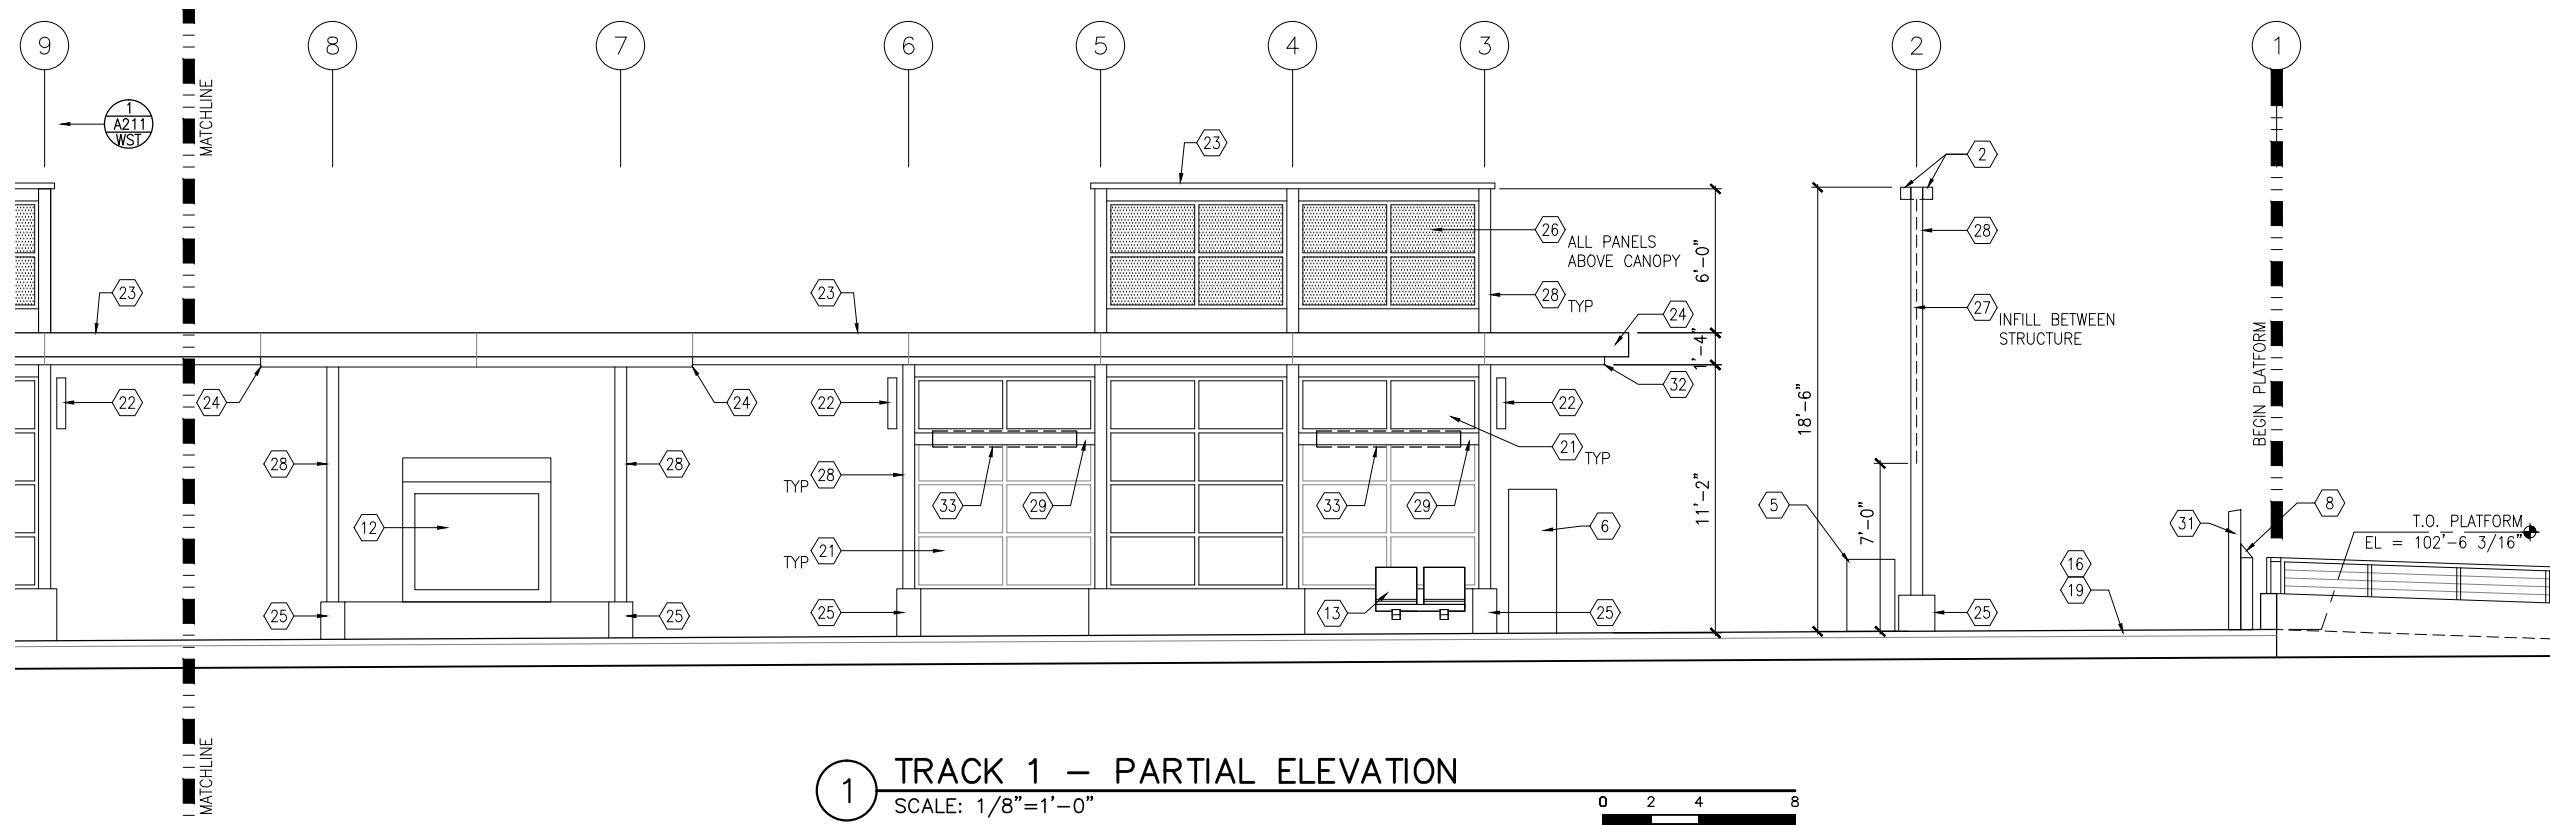 9
8
7
6
5
4
3
2
1
1
A211
WST
MATCHLINE
23
2
26
ALL PANELS
ABOVE CANOPY
28
6'-0"
23
23
28 TYP
27
INFILL BETWEEN
STRUCTURE
24
1'-4"
BEGIN PLATFORM
22
24
24
22
22
32
18'-6"
28
28
TYP 28
33
29
33
29
21 TYP
11'-2"
7'-0"
5
12
6
31
8
T.O. PLATFORM
EL = 102'-6 3/16"
TYP 21
16
19
25
25
25
13
25
25
MATCHLINE
1
TRACK 1 – PARTIAL ELEVATION
SCALE: 1/8"=1'-0"
0 2 4 8